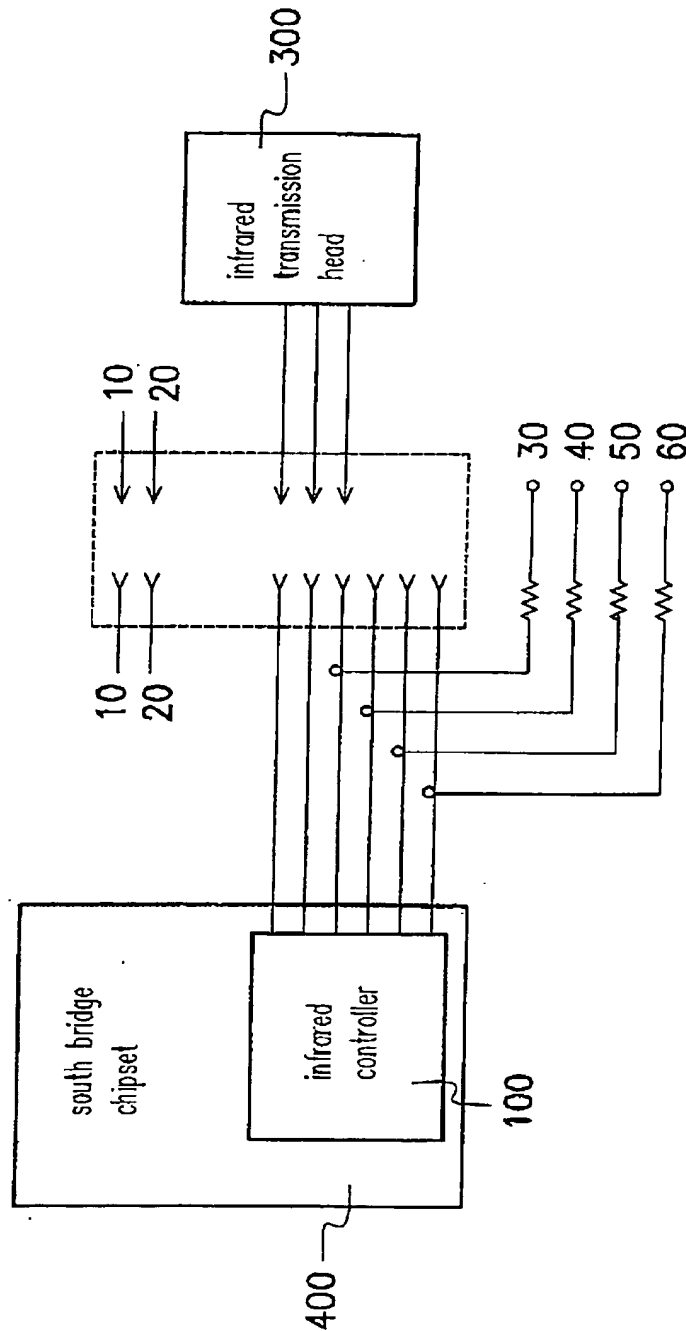 south bridge
chipset
infrared
controller
100
400
10
20
10
20
infrared
transmission
head
300
30
40
50
60